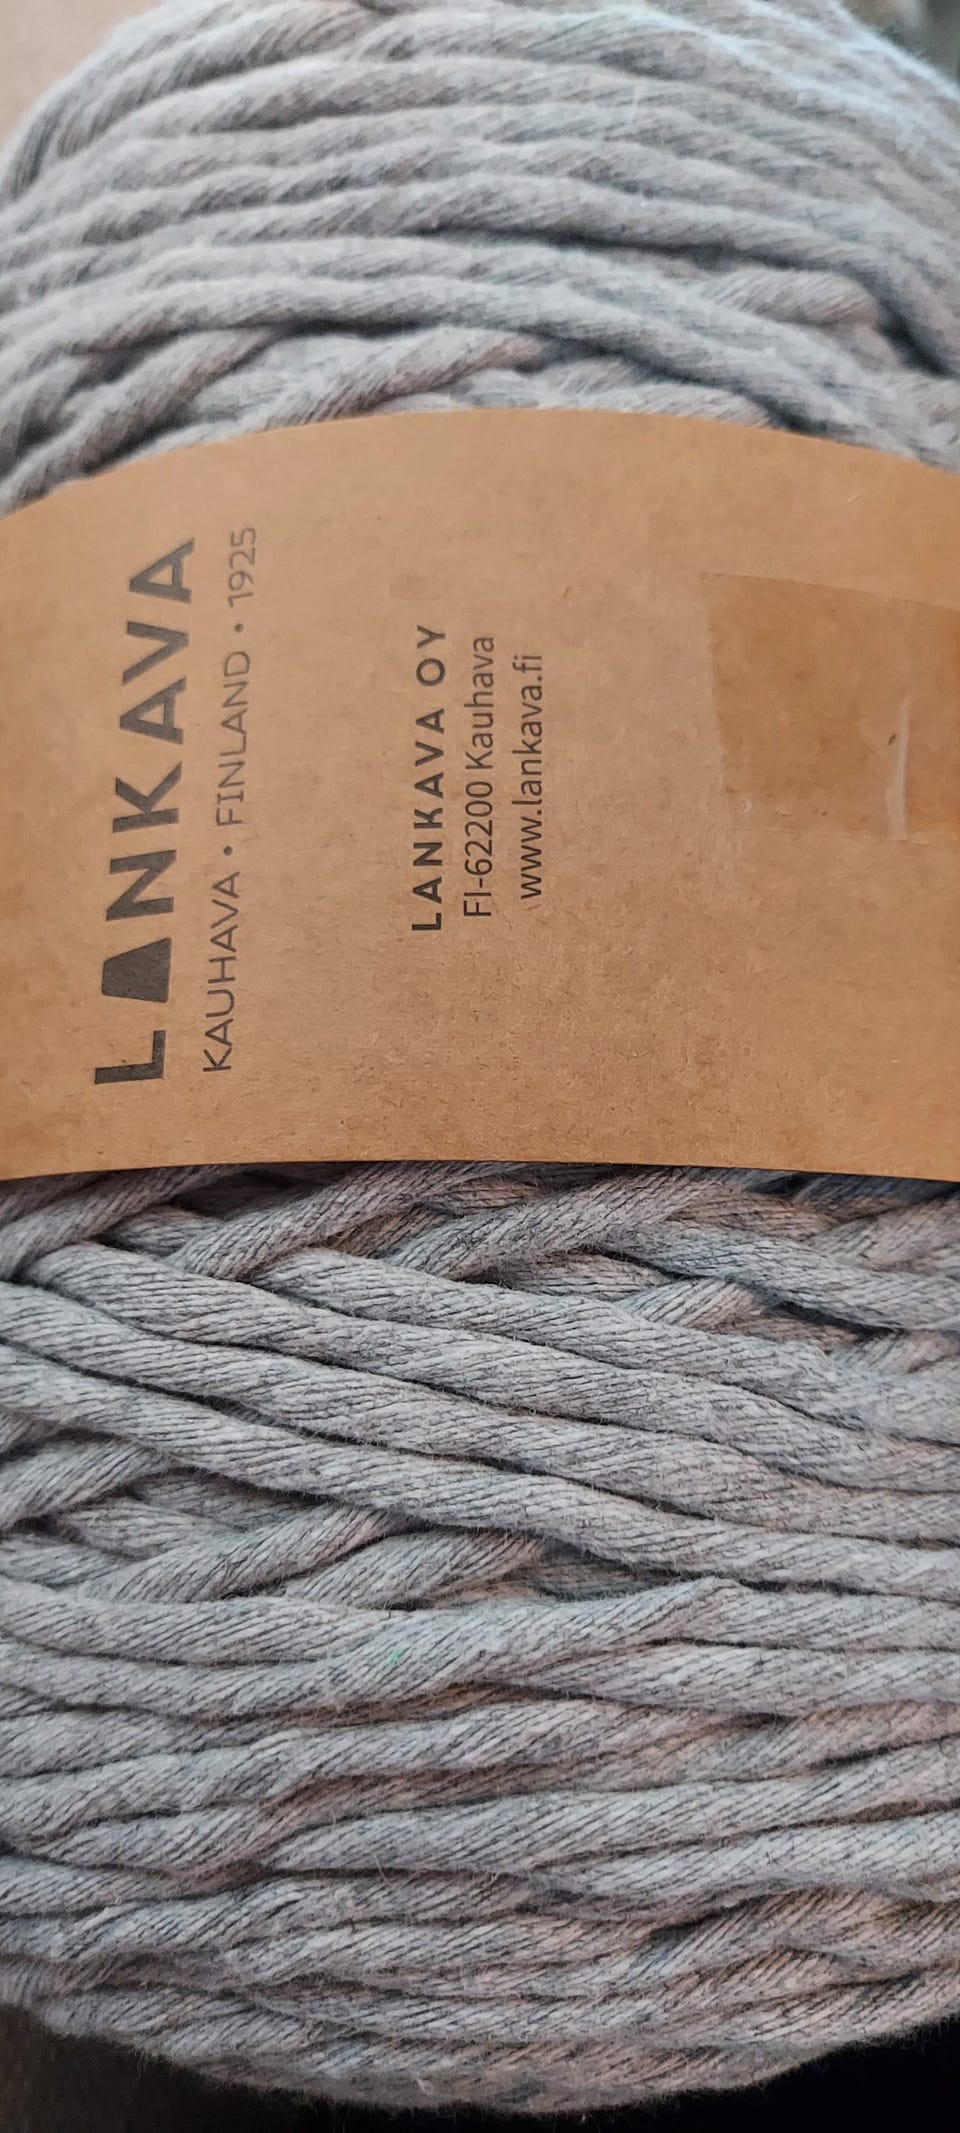 LANKAVA
KAUHAVA • FINLAND • 1925
LANKAVA OY
FI-62200 Kauhava
www.lankava.fi